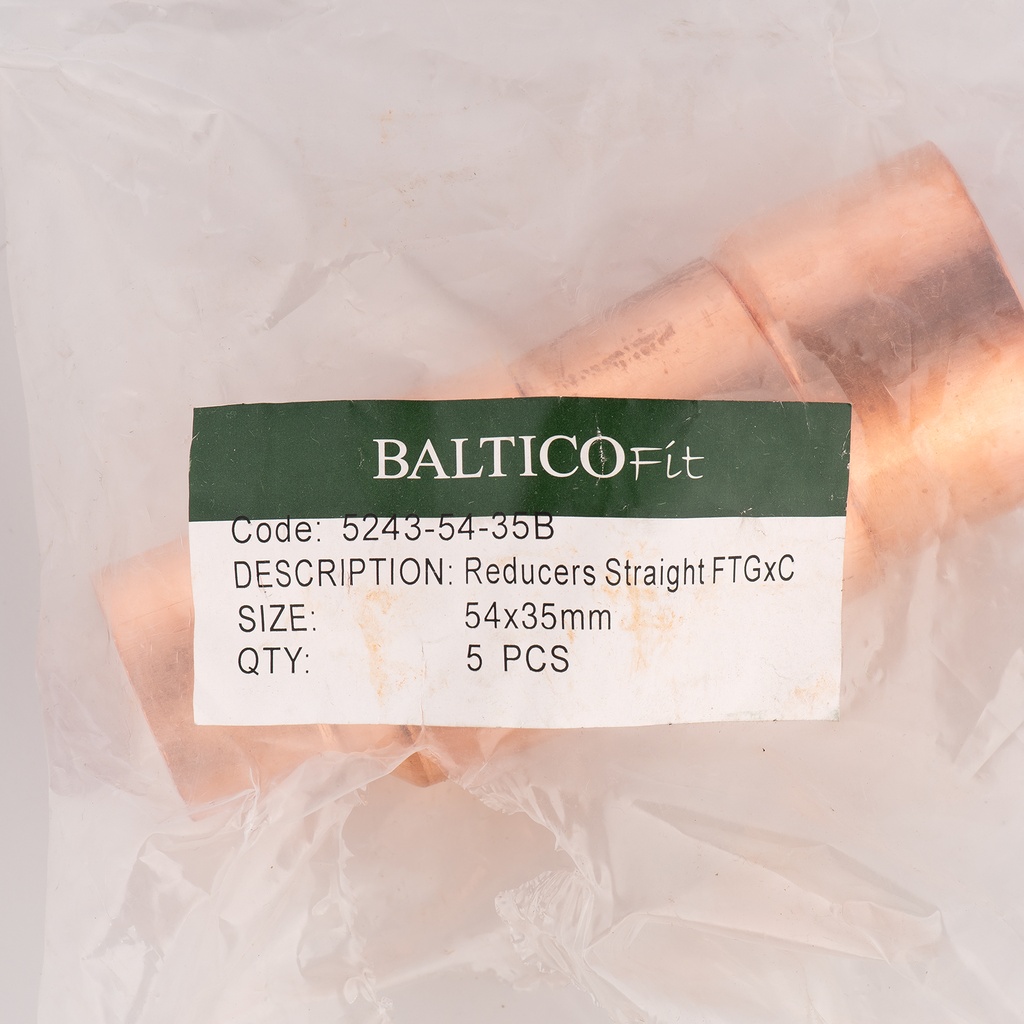 BALTICOFit
Code: 5243-54-35B
DESCRIPTION: Reducers Straight FTGxC
SIZE: 54x35mm
QTY: 5 PCS